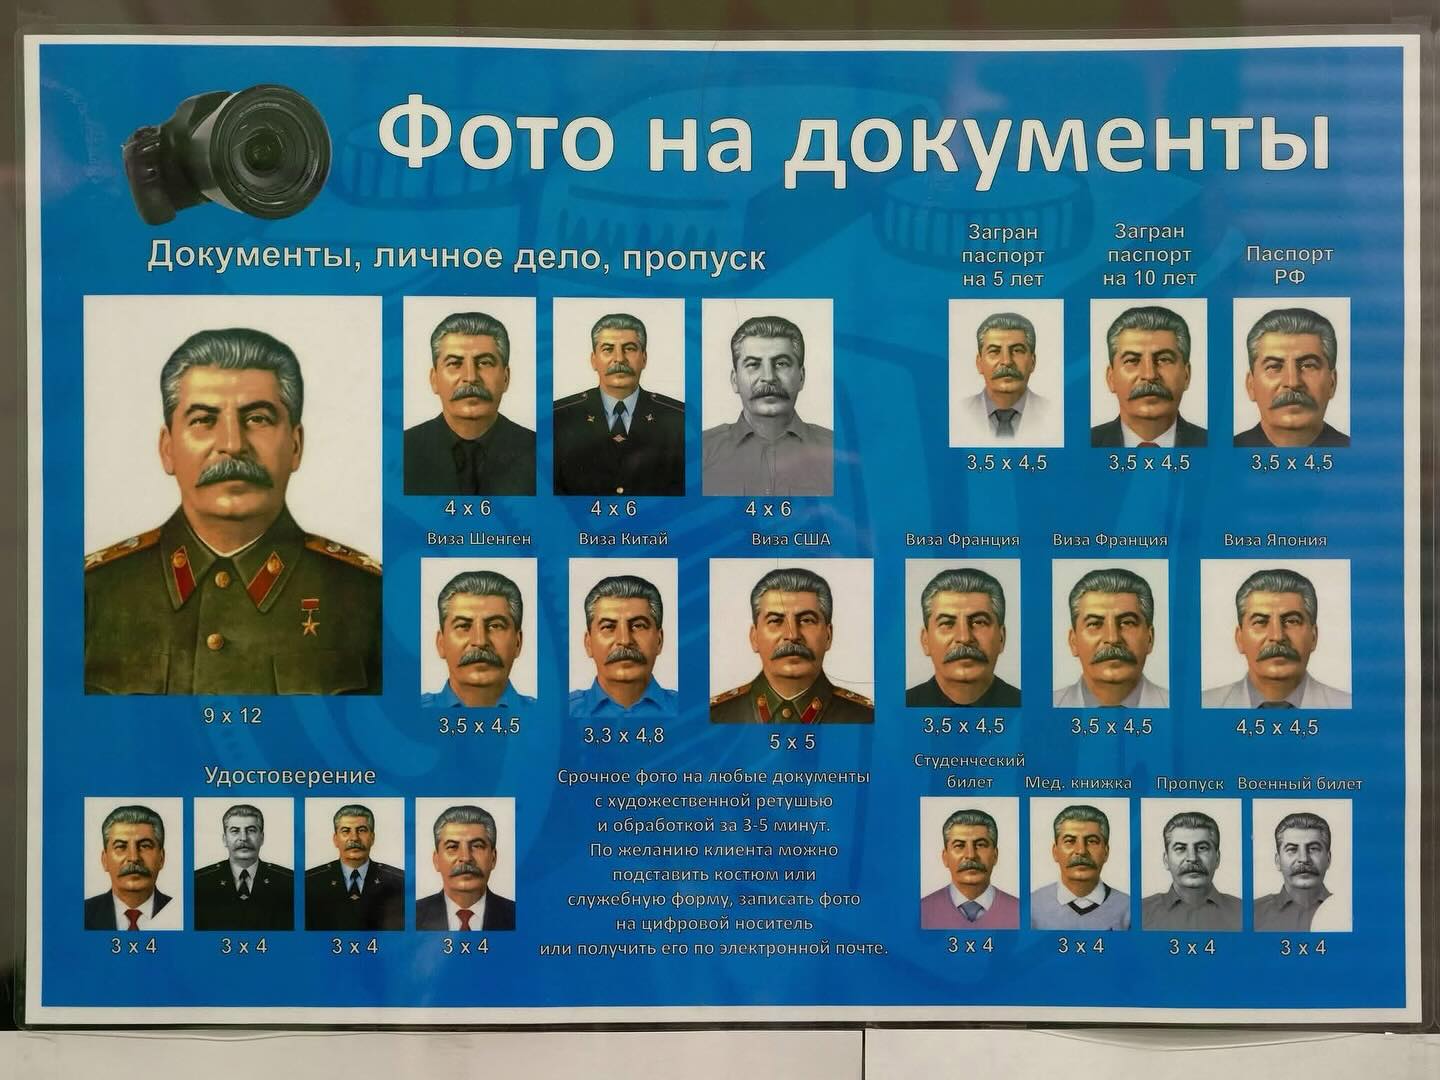 Фото на документы
Документы, личное дело, пропуск
Загран
паспорт
на 5 лет
Загран
паспорт
на 10 лет
Паспорт
РФ
9 х 12
4 х 6
4 х 6
4 х 6
3,5 х 4,5
3,5 х 4,5
3,5 х 4,5
Виза Шенген
Виза Китай
Виза США
Виза Франция
Виза Франция
Виза Япония
3,5 х 4,5
3,3 х 4,8
5 х 5
3,5 х 4,5
3,5 х 4,5
4,5 х 4,5
Удостоверение
3 х 4
3 х 4
3 х 4
3 х 4
Срочное фото на любые документы
с художественной ретушью
и обработкой за 3-5 минут.
По желанию клиента можно
подставить костюм или
служебную форму, записать фото
на цифровой носитель
или получить его по электронной почте.
Студенческий
билет
Мед. книжка
Пропуск
Военный билет
3 х 4
3 х 4
3 х 4
3 х 4